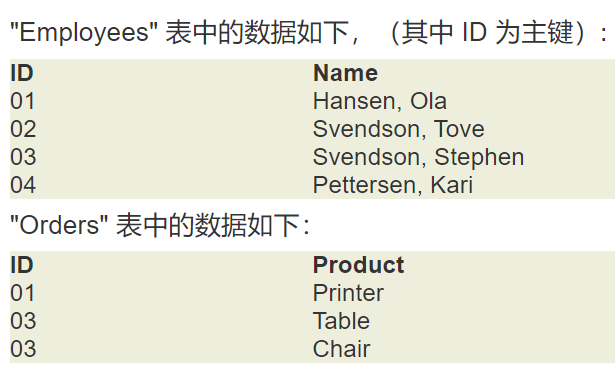 "Employees" 表中的数据如下，（其中 ID 为主键）:
ID Name
01 Hansen, Ola
02 Svendson, Tove
03 Svendson, Stephen
04 Pettersen, Kari
"Orders" 表中的数据如下:
ID Product
01 Printer
03 Table
03 Chair